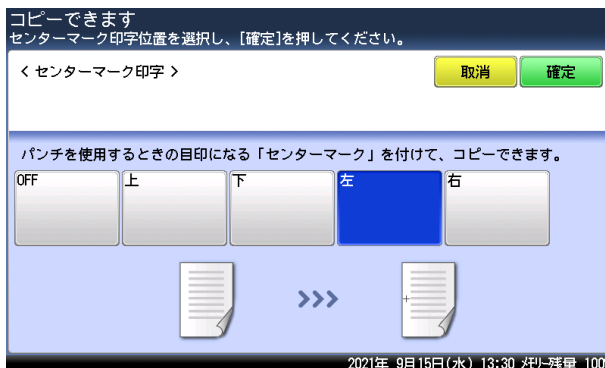 コピーできます
センターマーク印字位置を選択し、[確定]を押してください。
< センターマーク印字 >
取消
確定
パンチを使用するときの目印になる「センターマーク」を付けて、コピーできます。
OFF
上
下
左
右
2021年 9月15日(水) 13:30 ﾒﾓﾘｰ残量 100